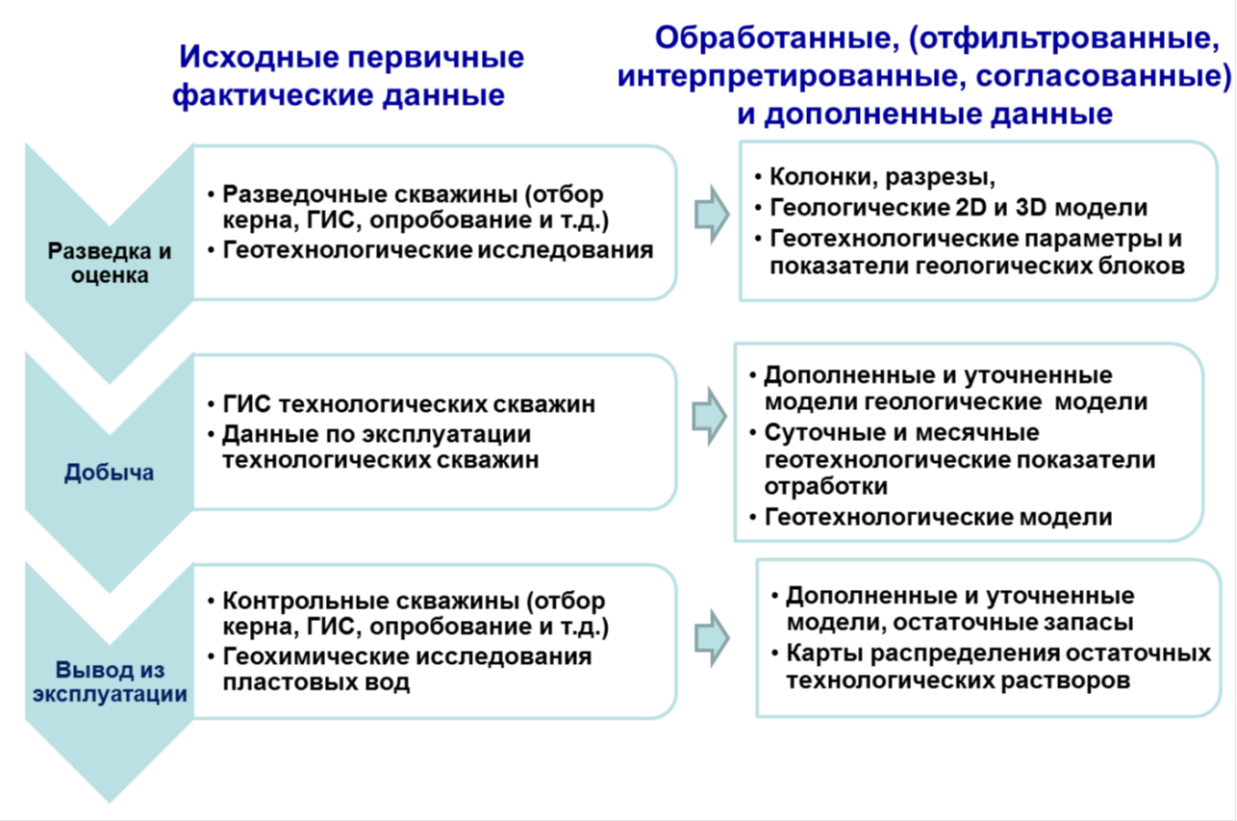 Исходные первичные
фактические данные
Обработанные, (отфильтрованные,
интерпретированные, согласованные)
и дополненные данные
Разведка и
оценка
• Разведочные скважины (отбор
керна, ГИС, опробование и т.д.)
• Геотехнологические исследования
• Колонки, разрезы,
• Геологические 2D и 3D модели
• Геотехнологические параметры и
показатели геологических блоков
Добыча
• ГИС технологических скважин
• Данные по эксплуатации
технологических скважин
• Дополненные и уточненные
модели геологические модели
• Суточные и месячные
геотехнологические показатели
отработки
• Геотехнологические модели
Вывод из
эксплуатации
• Контрольные скважины (отбор
керна, ГИС, опробование и т.д.)
• Геохимические исследования
пластовых вод
• Дополненные и уточненные
модели, остаточные запасы
• Карты распределения остаточных
технологических растворов